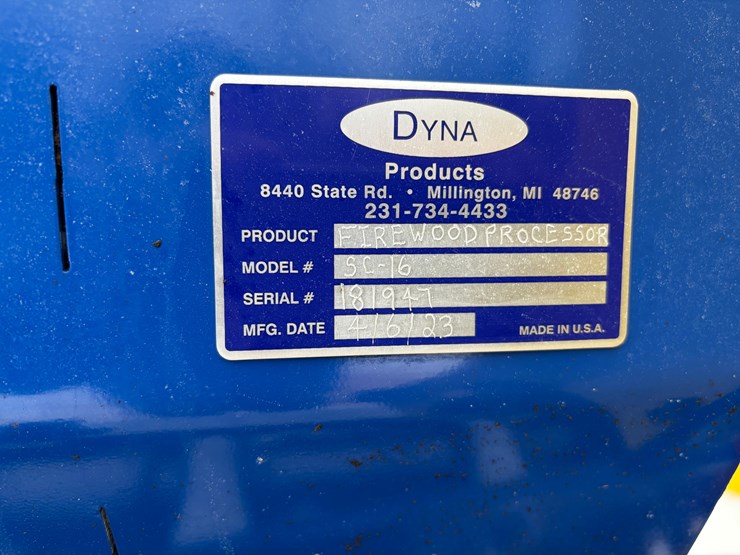 DYNA
Products
8440 State Rd. • Millington, MI 48746
231-734-4433
PRODUCT FIREWOOD PROCESSOR
MODEL # SC-16
SERIAL # 181947
MFG. DATE 4/6/23 MADE IN U.S.A.